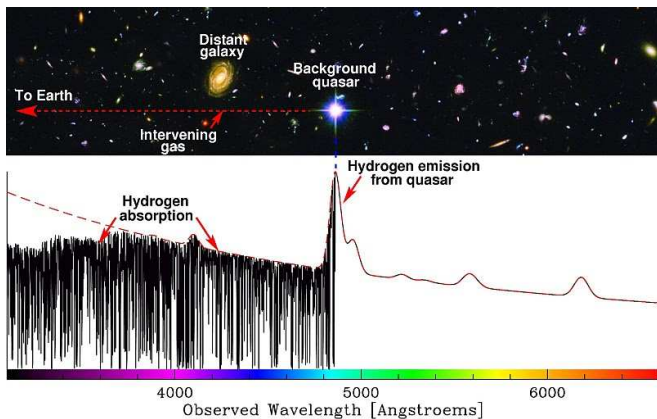 Distant
galaxy
Background
quasar
To Earth
Intervening
gas
Hydrogen emission
from quasar
Hydrogen
absorption
4000
5000
6000
Observed Wavelength [Angstroems]